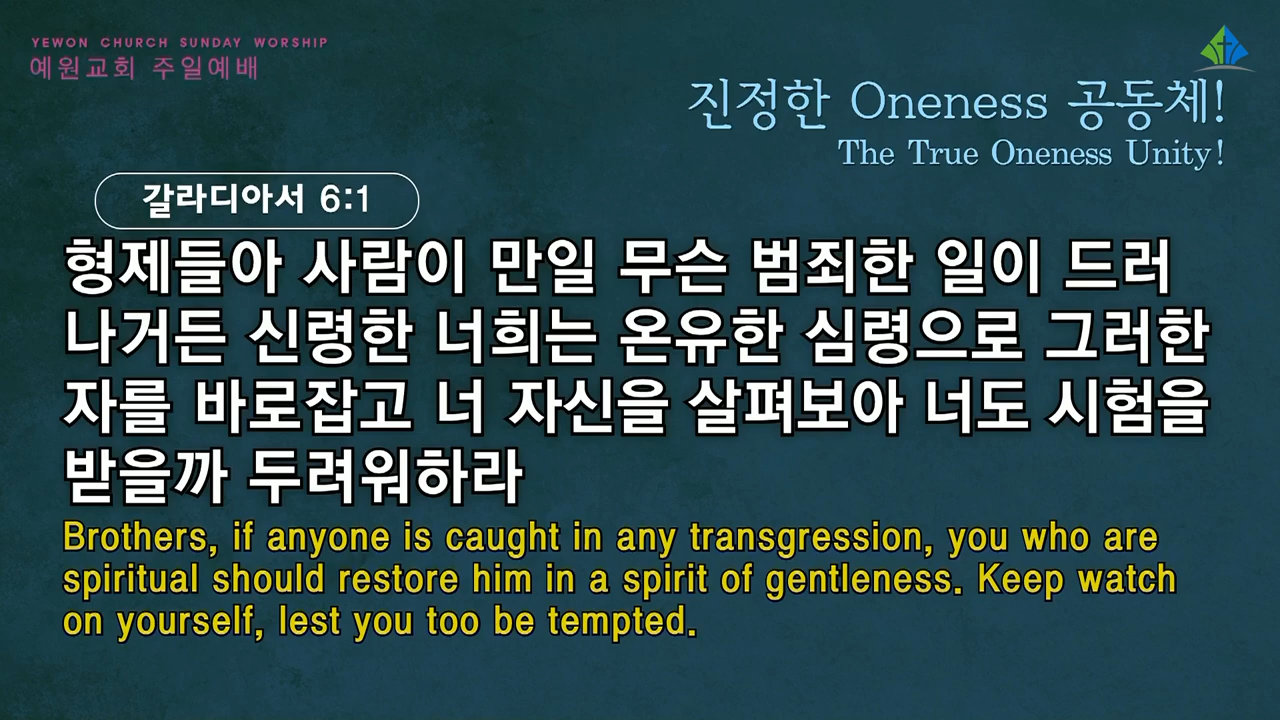 YEWON CHURCH SUNDAY WORSHIP
예원교회 주일예배
진정한 Oneness 공동체!
The True Oneness Unity!
갈라디아서 6:1
형제들아 사람이 만일 무슨 범죄한 일이 드러
나거든 신령한 너희는 온유한 심령으로 그러한
자를 바로잡고 너 자신을 살펴보아 너도 시험을
받을까 두려워하라
Brothers, if anyone is caught in any transgression, you who are
spiritual should restore him in a spirit of gentleness. Keep watch
on yourself, lest you too be tempted.